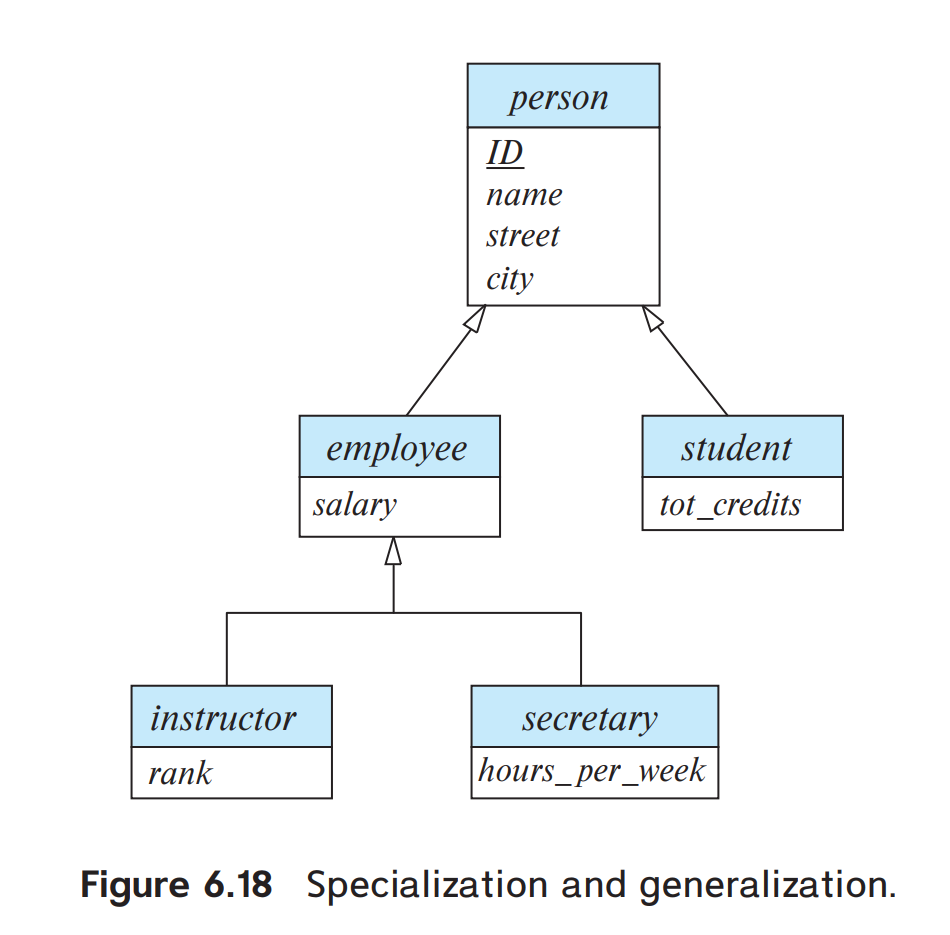 person
ID
name
street
city
employee
salary
student
tot_credits
instructor
rank
secretary
hours_per_week
Figure 6.18 Specialization and generalization.